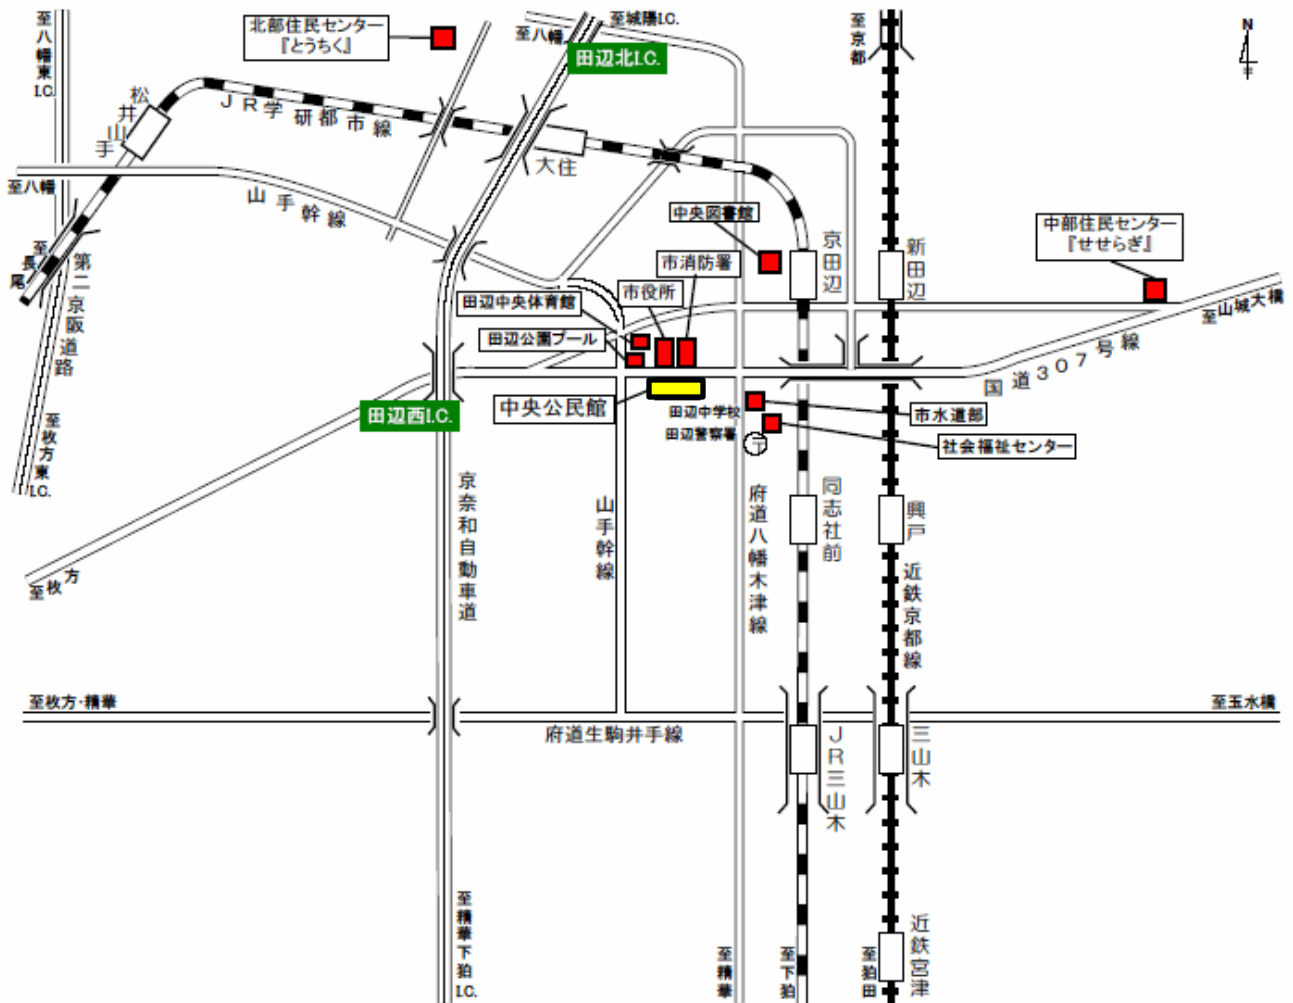 至八幡東I.C.
北部住民センター
『とうちく』
至城陽I.C.
至八幡
田辺北I.C.
至京都
N
松井山手
JR学研都市線
大住
至八幡
山手幹線
中央図書館
中部住民センター
『せせらぎ』
至長尾
第二京阪道路
市消防署
京田辺
新田辺
田辺中央体育館
市役所
至山城大橋
田辺公園プール
国道307号線
田辺西I.C.
中央公民館
田辺中学校
市水道部
田辺警察署
社会福祉センター
至枚方東I.C.
京奈和自動車道
山手幹線
府道八幡木津線
同志社前
興戸
近鉄京都線
至枚方
至枚方・精華
至玉水橋
府道生駒井手線
JR三山木
三山木
至精華下狛I.C.
至精華
至下狛
至狛田
近鉄宮津